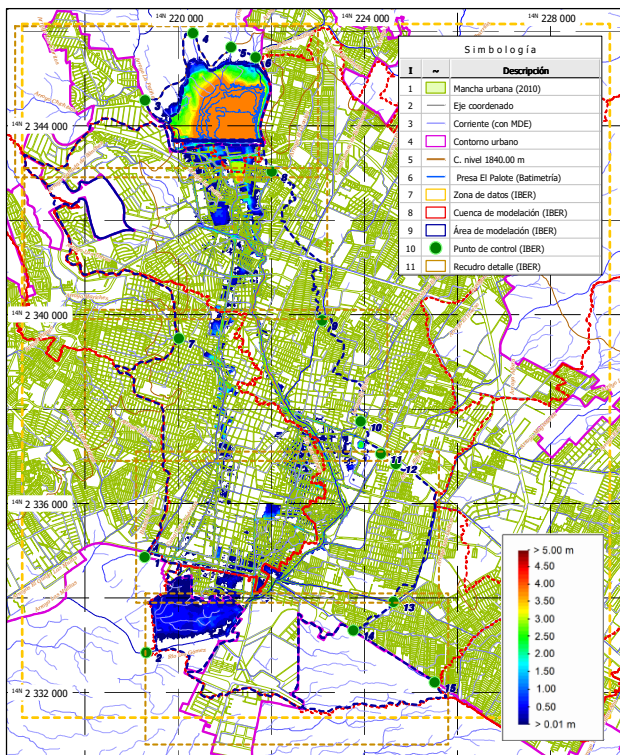 14N 220 000
14N 224 000
14N 228 000
Simbología
I ~ Descripción
1 Mancha urbana (2010)
2 Eje coordenado
3 Corriente (con MDE)
4 Contorno urbano
5 C. nivel 1840.00 m
6 Presa El Palote (Batimetría)
7 Zona de datos (IBER)
8 Cuenca de modelación (IBER)
9 Área de modelación (IBER)
10 Punto de control (IBER)
11 Recudro detalle (IBER)
4
5
6
3
14N 2 344 000
8
14N 2 340 000
9
7
10
11
12
14N 2 336 000
1
13
14
2
15
14N 2 332 000
> 5.00 m
4.50
4.00
3.50
3.00
2.50
2.00
1.50
1.00
0.50
> 0.01 m